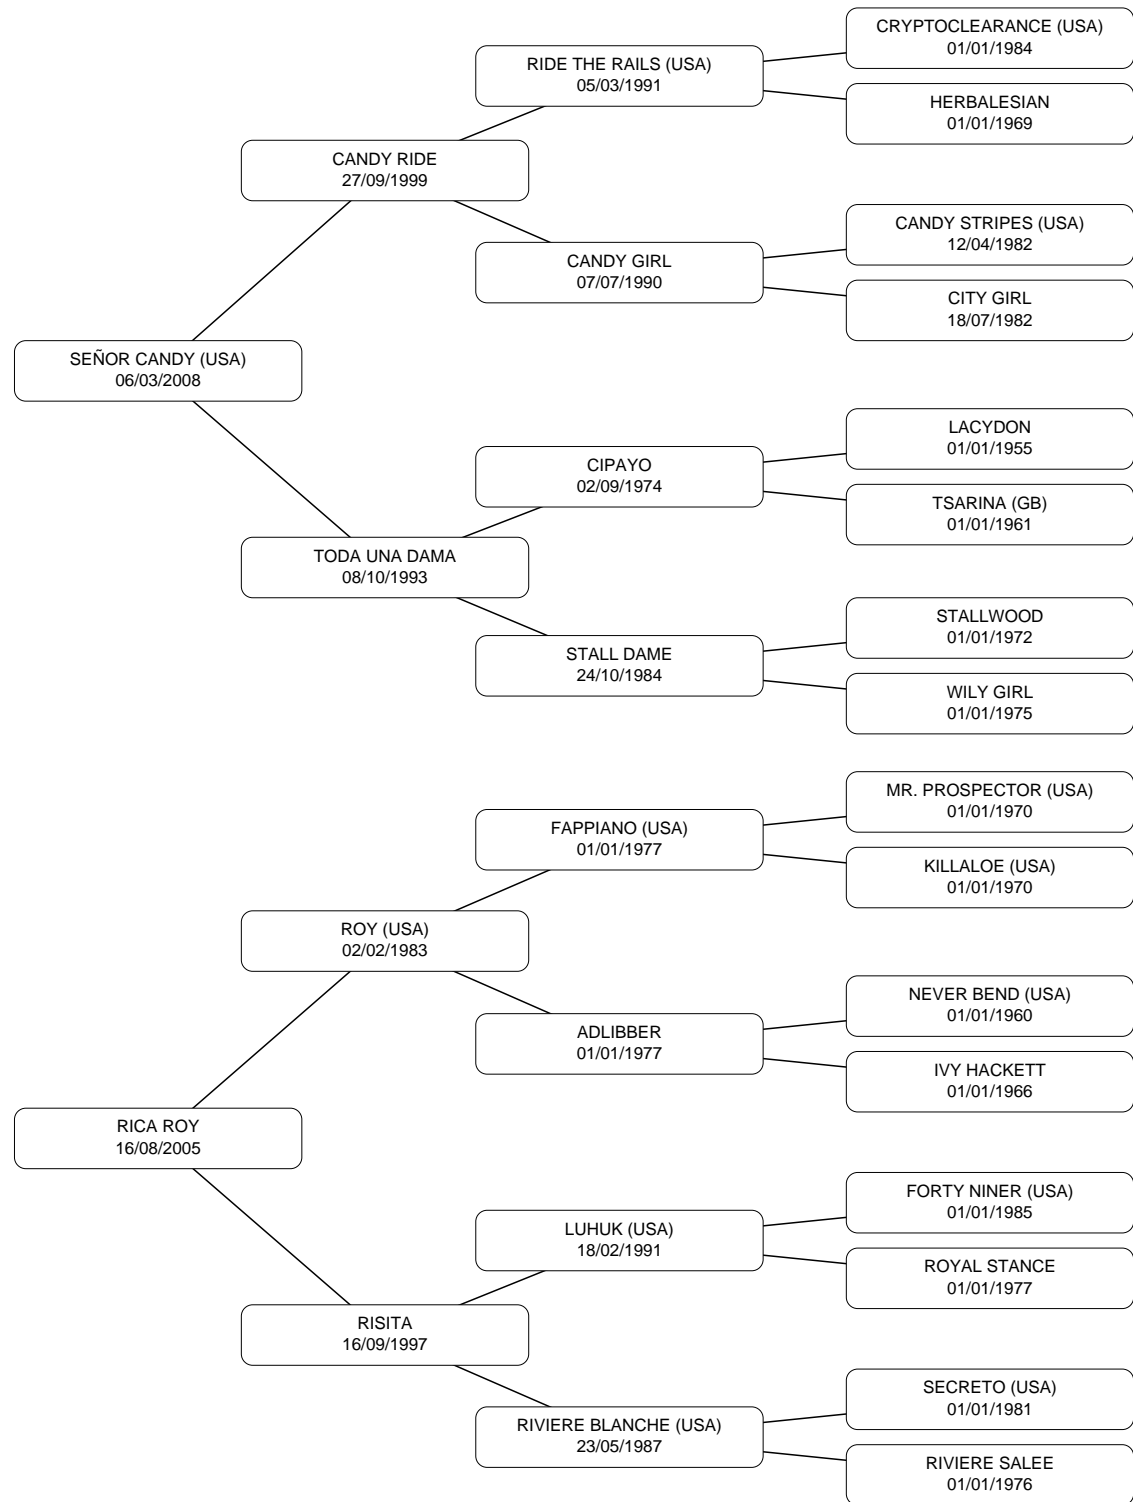 CRYPTOCLEARANCE (USA)
01/01/1984
RIDE THE RAILS (USA)
05/03/1991
HERBALESIAN
01/01/1969
CANDY RIDE
27/09/1999
CANDY STRIPES (USA)
12/04/1982
CANDY GIRL
07/07/1990
CITY GIRL
18/07/1982
SEÑOR CANDY (USA)
06/03/2008
LACYDON
01/01/1955
CIPAYO
02/09/1974
TSARINA (GB)
01/01/1961
TODA UNA DAMA
08/10/1993
STALLWOOD
01/01/1972
STALL DAME
24/10/1984
WILY GIRL
01/01/1975
MR. PROSPECTOR (USA)
01/01/1970
FAPPIANO (USA)
01/01/1977
KILLALOE (USA)
01/01/1970
ROY (USA)
02/02/1983
NEVER BEND (USA)
01/01/1960
ADLIBBER
01/01/1977
IVY HACKETT
01/01/1966
RICA ROY
16/08/2005
FORTY NINER (USA)
01/01/1985
LUHUK (USA)
18/02/1991
ROYAL STANCE
01/01/1977
RISITA
16/09/1997
SECRETO (USA)
01/01/1981
RIVIERE BLANCHE (USA)
23/05/1987
RIVIERE SALEE
01/01/1976